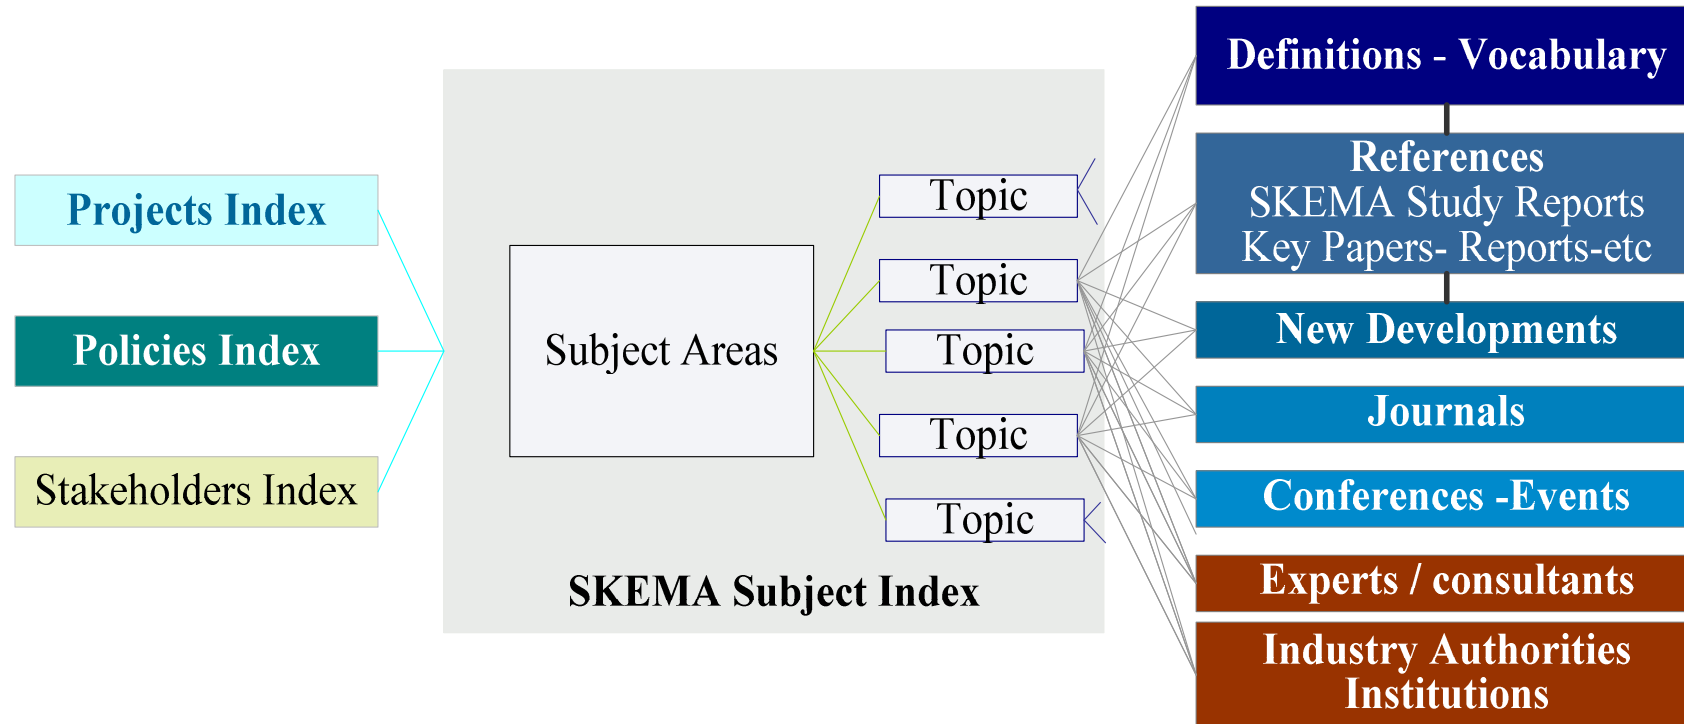 Projects Index
Policies Index
Stakeholders Index
Subject Areas
Topic
Topic
Topic
Topic
Topic
SKEMA Subject Index
Definitions - Vocabulary
References
SKEMA Study Reports
Key Papers- Reports-etc
New Developments
Journals
Conferences -Events
Experts / consultants
Industry Authorities
Institutions